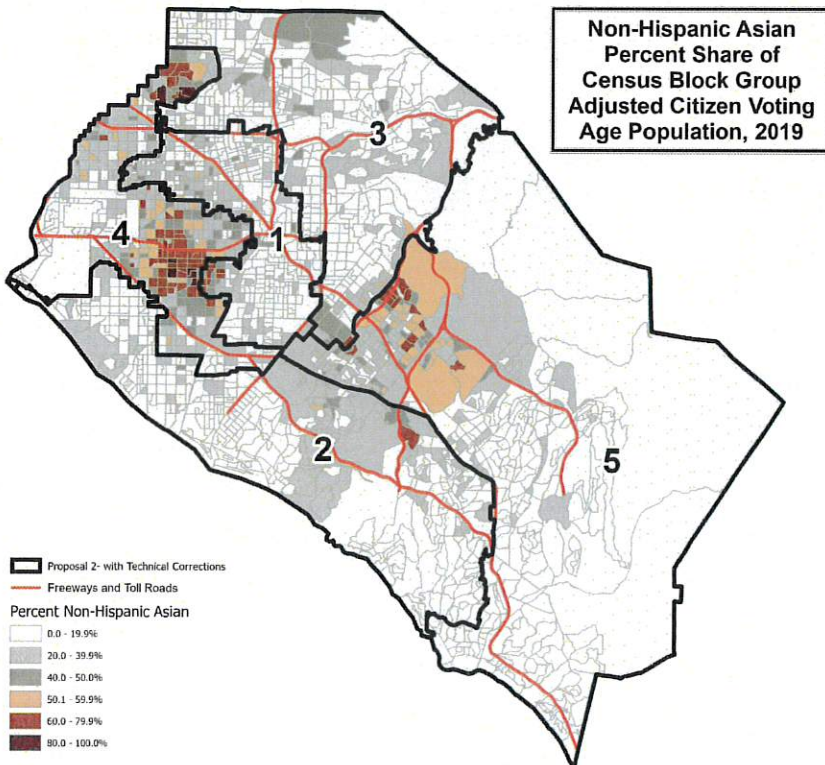 Non-Hispanic Asian
Percent Share of
Census Block Group
Adjusted Citizen Voting
Age Population, 2019
3
4
1
2
5
Proposal 2- with Technical Corrections
Freeways and Toll Roads
Percent Non-Hispanic Asian
0.0 - 19.9%
20.0 - 39.9%
40.0 - 50.0%
50.1 - 59.9%
60.0 - 79.9%
80.0 - 100.0%